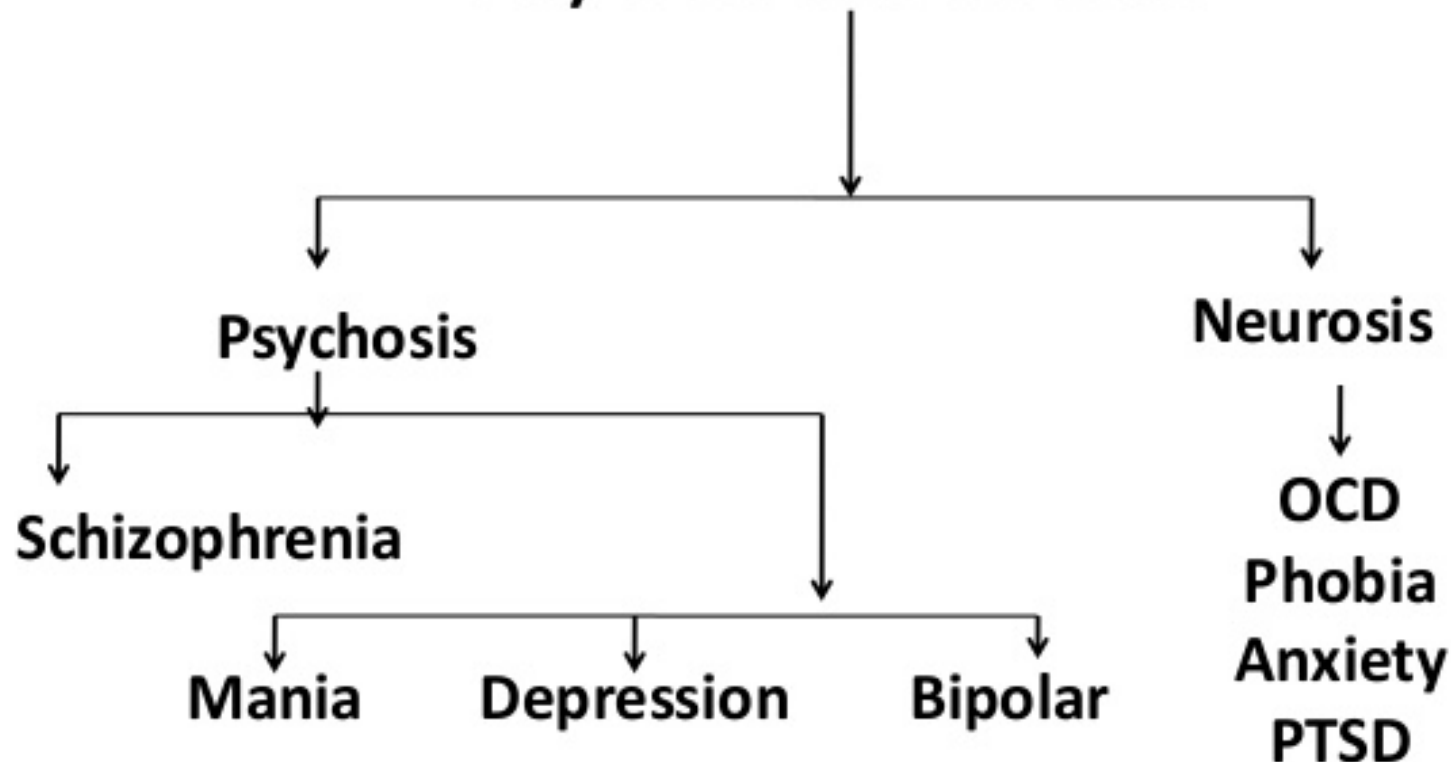 Psychosis
Neurosis
Schizophrenia
OCD
Phobia
Anxiety
PTSD
Mania
Depression
Bipolar